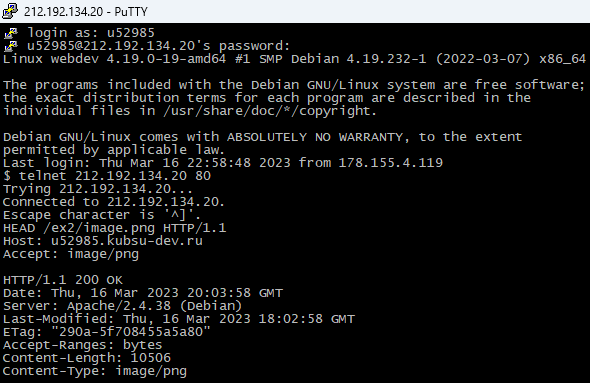 212.192.134.20 - PuTTY
login as: u52985
u52985@212.192.134.20's password:
Linux webdev 4.19.0-19-amd64 #1 SMP Debian 4.19.232-1 (2022-03-07) x86_64
The programs included with the Debian GNU/Linux system are free software;
the exact distribution terms for each program are described in the
individual files in /usr/share/doc/*/copyright.
Debian GNU/Linux comes with ABSOLUTELY NO WARRANTY, to the extent
permitted by applicable law.
Last login: Thu Mar 16 22:58:48 2023 from 178.155.4.119
$ telnet 212.192.134.20 80
Trying 212.192.134.20...
Connected to 212.192.134.20.
Escape character is '^]'.
HEAD /ex2/image.png HTTP/1.1
Host: u52985.kubsu-dev.ru
Accept: image/png
HTTP/1.1 200 OK
Date: Thu, 16 Mar 2023 20:03:58 GMT
Server: Apache/2.4.38 (Debian)
Last-Modified: Thu, 16 Mar 2023 18:02:58 GMT
ETag: "290a-5f708455a5a80"
Accept-Ranges: bytes
Content-Length: 10506
Content-Type: image/png